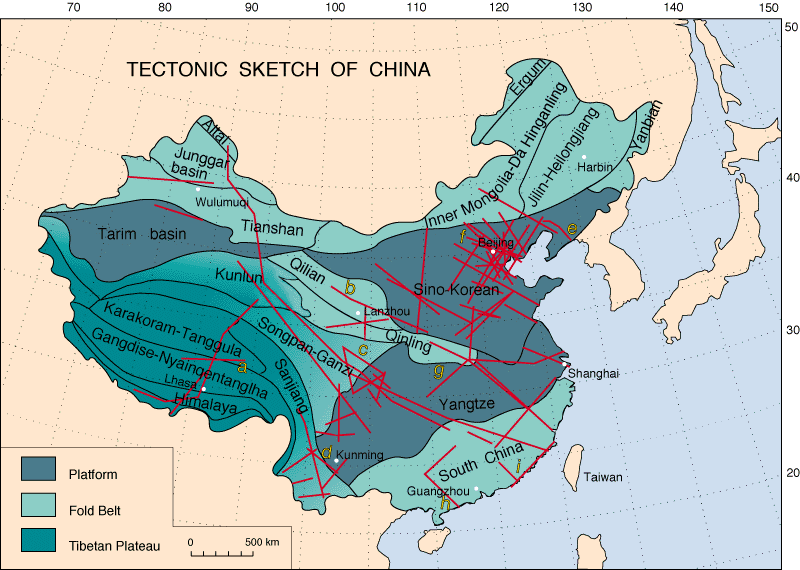 70 80 90 100 110 120 130 140 150
50
40
30
20
TECTONIC SKETCH OF CHINA
Ergum
Altai
Junggar
basin
Wulumuqi
Inner Mongolia-Da Hinganling
Jilin-Heilongjiang
Yanbian
Harbin
Tarim basin
Tianshan
f
e
Beijing
Kunlun
Qilian
b
Sino-Korean
Lanzhou
Karakoram-Tanggula
Songpan-Ganzi
c
Qinling
Gangdise-Nyainqentanglha
a
Lhasa
Himalaya
Sanjiang
g
Shanghai
Yangtze
d
Kunming
South China
i
Guangzhou
h
Taiwan
Platform
Fold Belt
Tibetan Plateau
0 500 km